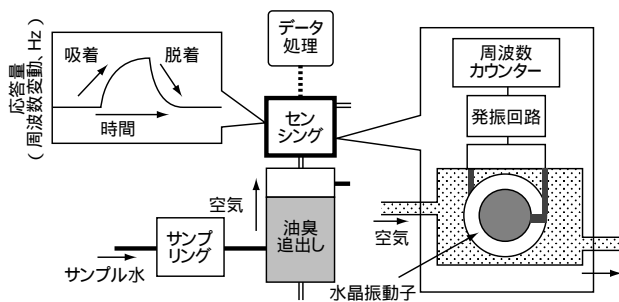 応答量
（周波数変動、Hz）
吸着
脱着
時間
データ
処理
セン
シング
空気
油臭
追出し
サンプ
リング
サンプル水
周波数
カウンター
発振回路
空気
水晶振動子